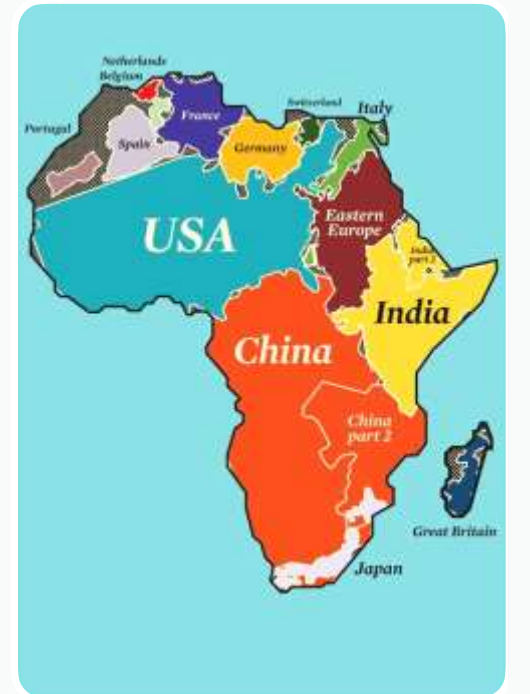 Netherlands
Belgium
Portugal
Spain
France
Germany
Switzerland
Italy
USA
Eastern
Europe
India
part 2
India
China
China
part 2
Great Britain
Japan